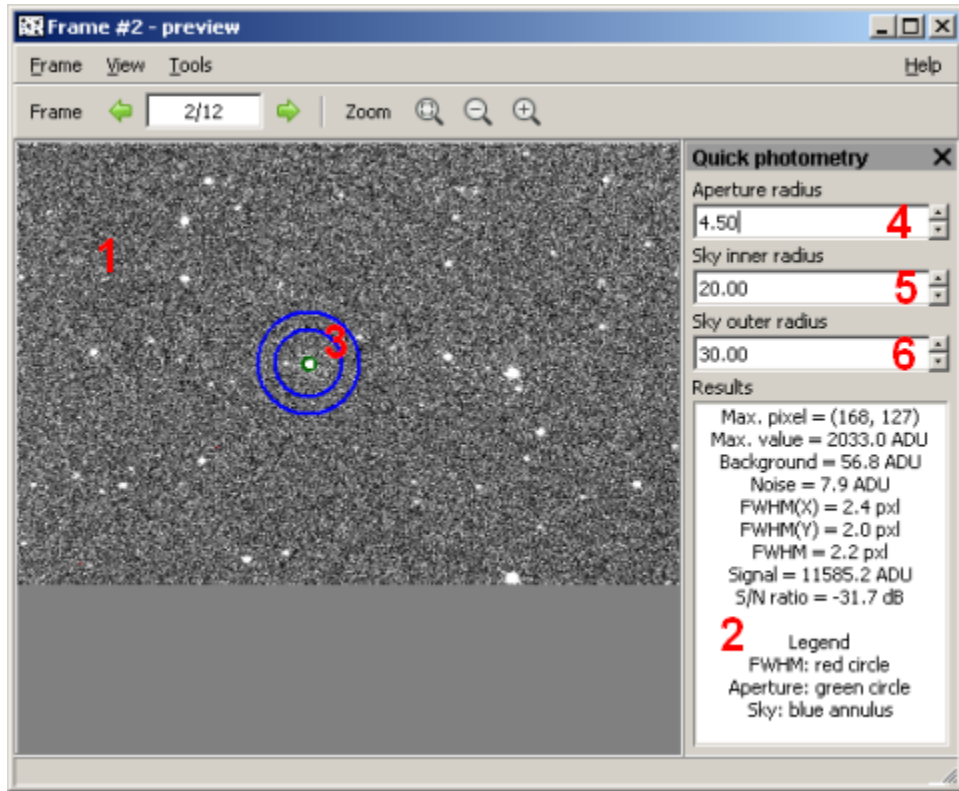 Frame #2 - preview
Frame View Tools Help
Frame 2/12 Zoom
Quick photometry
Aperture radius
4.50 4
Sky inner radius
20.00 5
Sky outer radius
30.00 6
Results
Max. pixel = (168, 127)
Max. value = 2033.0 ADU
Background = 56.8 ADU
Noise = 7.9 ADU
FWHM(X) = 2.4 pxl
FWHM(Y) = 2.0 pxl
FWHM = 2.2 pxl
Signal = 11585.2 ADU
S/N ratio = -31.7 dB
2
Legend
FWHM: red circle
Aperture: green circle
Sky: blue annulus
1
3